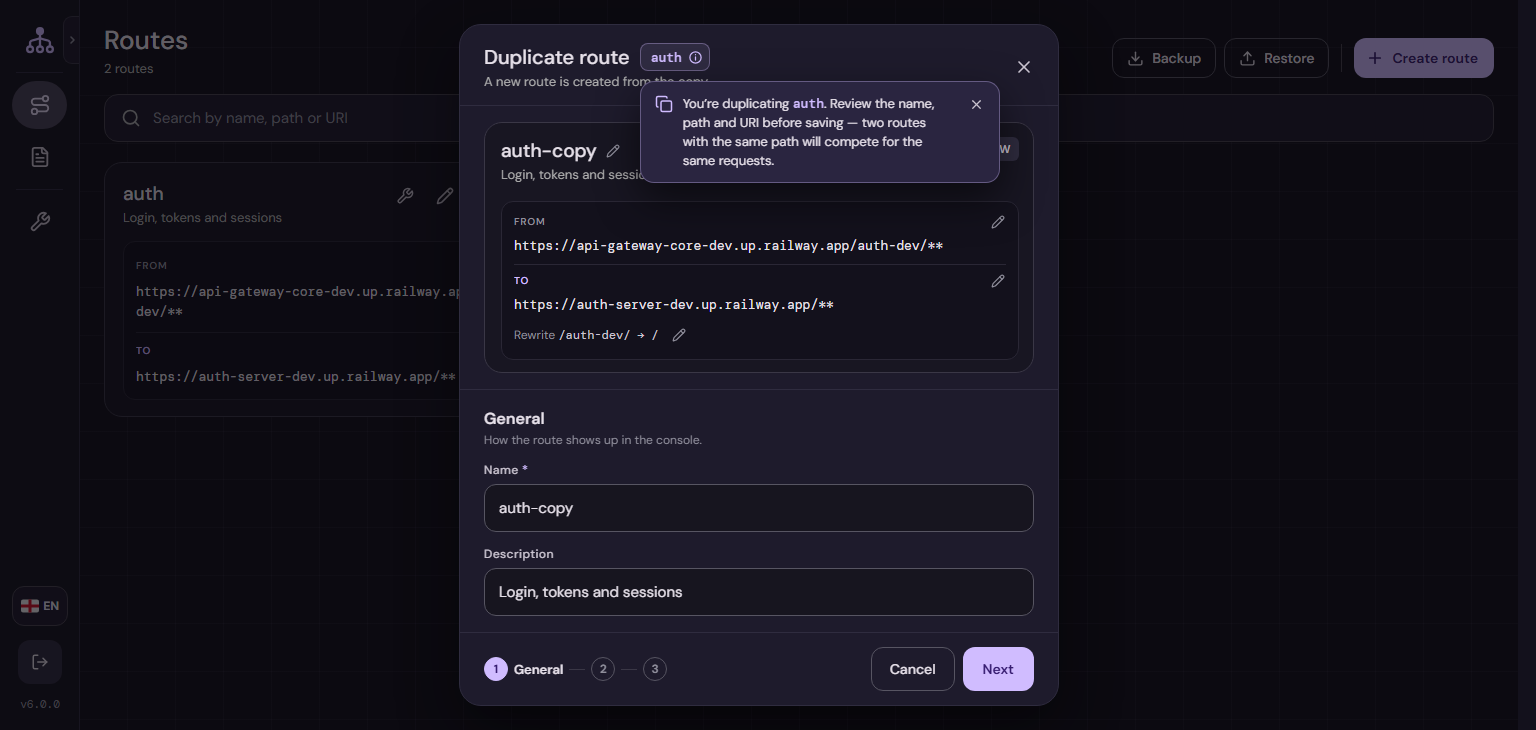 Routes
2 routes
Backup
Restore
Create route
Search by name, path or URI
auth
Login, tokens and sessions
FROM
https://api-gateway-core-dev.up.railway.ap
dev/**
TO
https://auth-server-dev.up.railway.app/**
EN
v6.0.0
Duplicate route
auth
A new route is created from the copy.
You're duplicating auth. Review the name,
path and URI before saving — two routes
with the same path will compete for the
same requests.
auth-copy
Login, tokens and sessio
W
FROM
https://api-gateway-core-dev.up.railway.app/auth-dev/**
TO
https://auth-server-dev.up.railway.app/**
Rewrite /auth-dev/ → /
General
How the route shows up in the console.
Name *
auth-copy
Description
Login, tokens and sessions
1 General 2 3
Cancel
Next